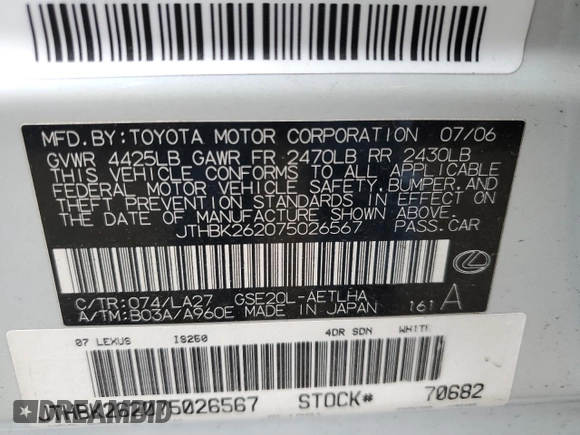 MFD. BY: TOYOTA MOTOR CORPORATION 07/06
GVWR 4425LB GAWR FR 2470LB RR 2430LB
THIS VEHICLE CONFORMS TO ALL APPLICABLE
FEDERAL MOTOR VEHICLE SAFETY, BUMPER, AND
THEFT PREVENTION STANDARDS IN EFFECT ON
THE DATE OF MANUFACTURE SHOWN ABOVE.
JTHBK262075026567 PASS. CAR
C/TR: 074/LA27 GSE20L-AETLHA
A/TM: B03A/A960E MADE IN JAPAN 161 A
07 LEXUS IS250 4DR SDN WHITE
JTHBK262075026567 STOCK# 70682
DIDIT.CARS